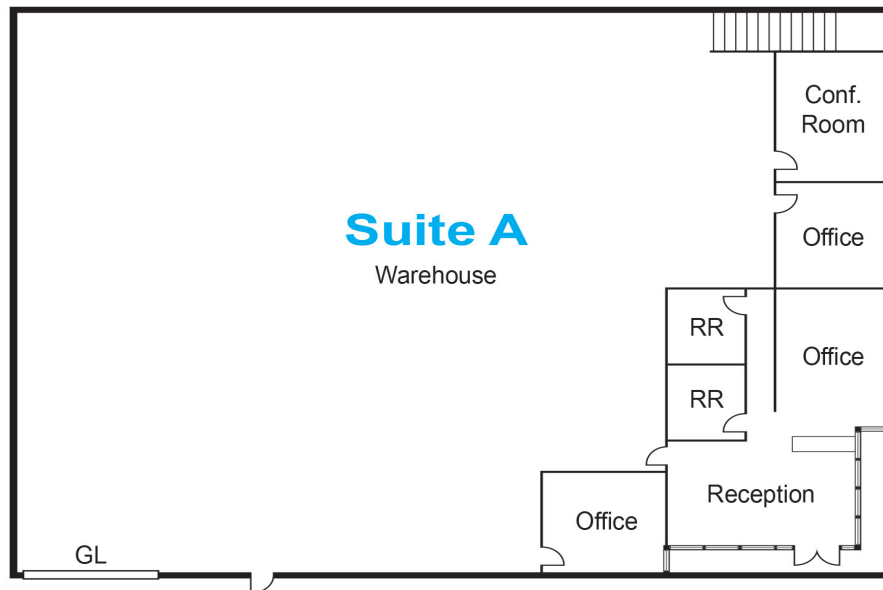 Conf.
Room
Suite A
Warehouse
Office
RR
Office
RR
Reception
Office
GL